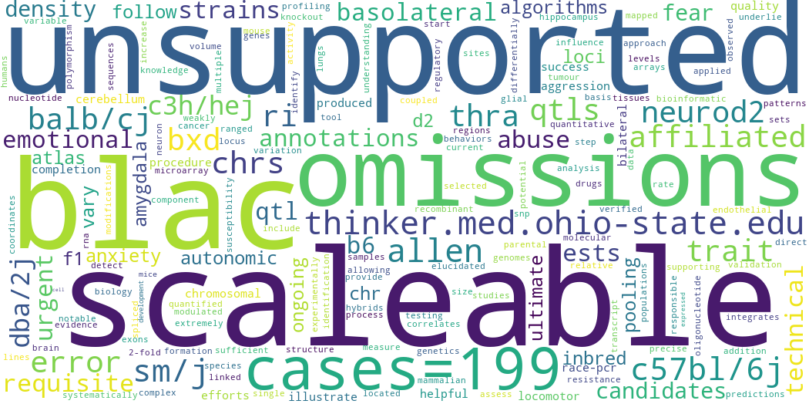 density follow strains profiling knockout basolateral algorithms hippocampus mapped fear quality underlie
variable
unsupported
humans polymorphism sequences increase knowledge genes volume multiple mouse activity lungs understanding start regulatory sites differentially influence loci success approach levels arrays observed applied
tumour aggression
nucleotide cerebellum c3h/hej ri identify produced tool coupled glial basis tissues bioinformatic patterns
balb/cj weakly cancer ranged locus d2 thra qtls quantitative neurod2 sets
emotional bxd neuron annotations behaviors current regions abuse step bilateral data affiliated
atlas completion procedure microarray chrs variation analysis drugs rate
blac omissions
coordinates vary modifications amygdala component susceptibility qtl include selected recombinant potential snp verified endothelial
thinker.med.ohio-state.edu
f1 rna anxiety autonomic b6 allen parental genomes molecular ests trait direct
dba/2j urgent detect mice samples allowing provide elucidated relative supporting validation
scaleable
cell biology development chromosomal ongoing experimentally identification chr hybrids process size studies testing correlates ultimate pooling populations transcript responsible expressed oligonucleotide integrates technical
notable evidence spliced quantified modulated extremely
brain exons 2-fold formation sufficient structure measure genetics precise addition
lines error sm/j species linked cases=199 mammalian inbred race-pcr resistance c57bl/6j
requisite complex efforts single illustrate located helpful assess locomotor candidates predictions
systematically